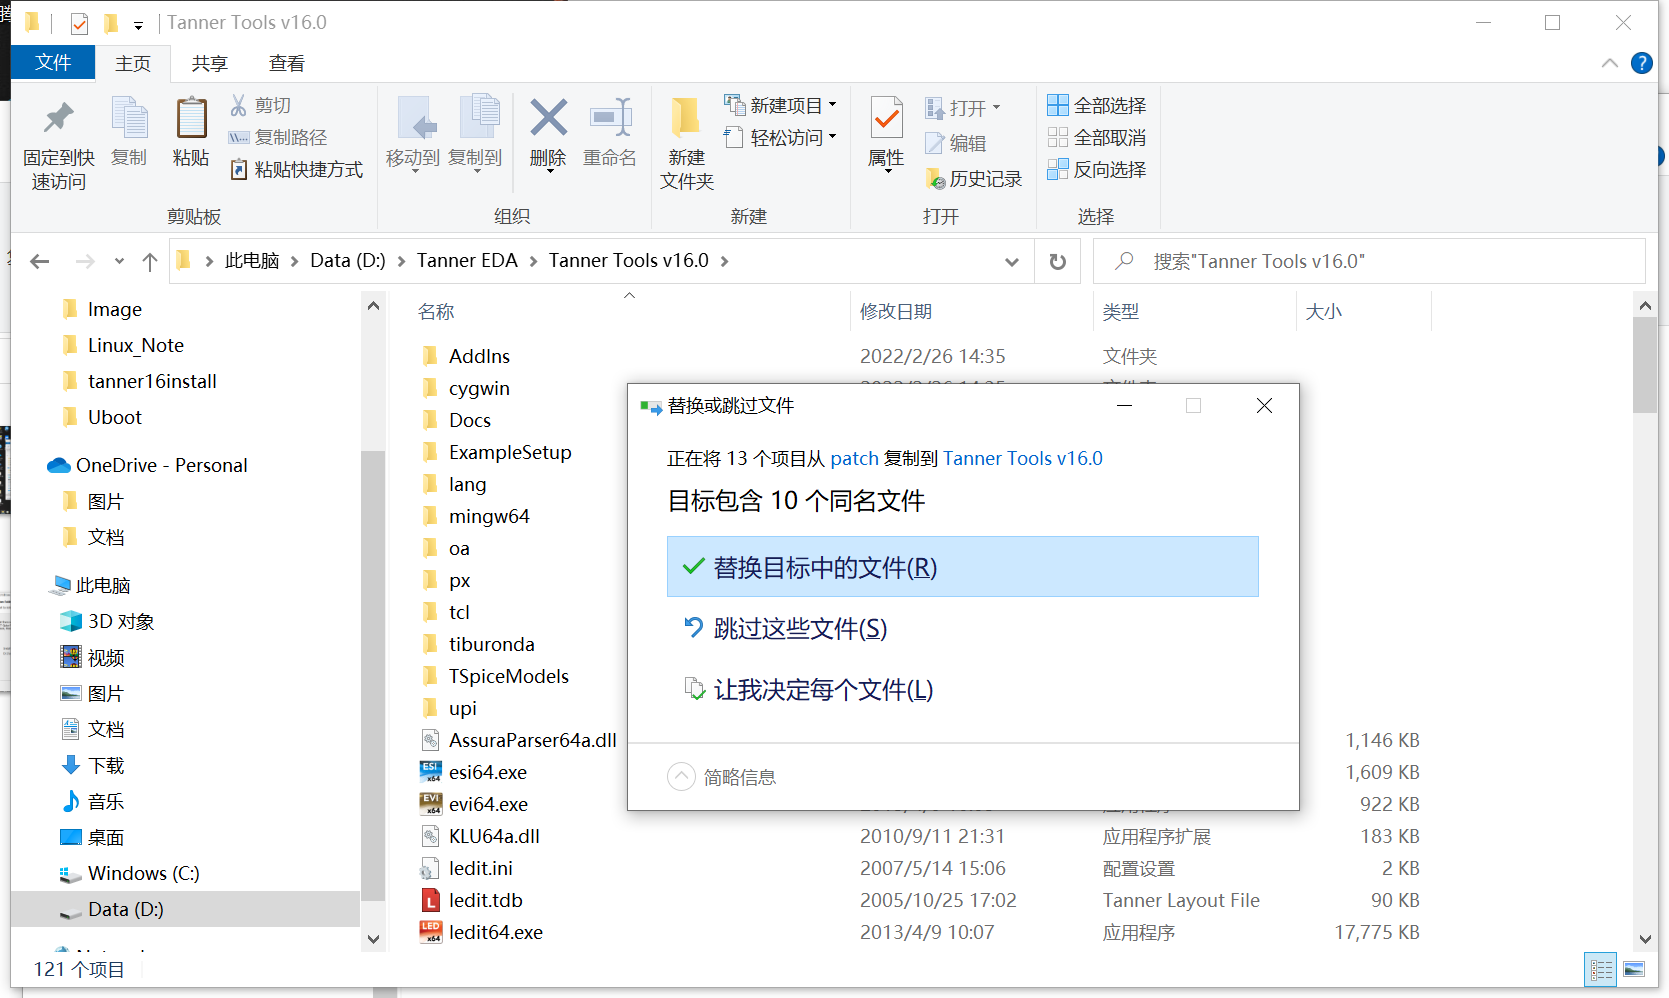 Tanner Tools v16.0
文件 主页 共享 查看
固定到快速访问
复制
粘贴
剪切
复制路径
粘贴快捷方式
剪贴板
移动到 复制到
删除 重命名
组织
新建
文件夹
新建项目
轻松访问
新建
属性
打开
编辑
历史记录
打开
全部选择
全部取消
反向选择
选择
此电脑 Data (D:) Tanner EDA Tanner Tools v16.0
搜索"Tanner Tools v16.0"
Image
Linux_Note
tanner16install
Uboot
OneDrive - Personal
图片
文档
此电脑
3D 对象
视频
图片
文档
下载
音乐
桌面
Windows (C:)
Data (D:)
名称 修改日期 类型 大小
AddIns 2022/2/26 14:35 文件夹
cygwin
Docs
ExampleSetup
lang
mingw64
oa
px
tcl
tiburonda
TSpiceModels
upi
AssuraParser64a.dll 1,146 KB
esi64.exe 1,609 KB
evi64.exe 922 KB
KLU64a.dll 2010/9/11 21:31 应用程序扩展 183 KB
ledit.ini 2007/5/14 15:06 配置设置 2 KB
ledit.tdb 2005/10/25 17:02 Tanner Layout File 90 KB
ledit64.exe 2013/4/9 10:07 应用程序 17,775 KB
替换或跳过文件
正在将 13 个项目从 patch 复制到 Tanner Tools v16.0
目标包含 10 个同名文件
替换目标中的文件(R)
跳过这些文件(S)
让我决定每个文件(L)
简略信息
121 个项目